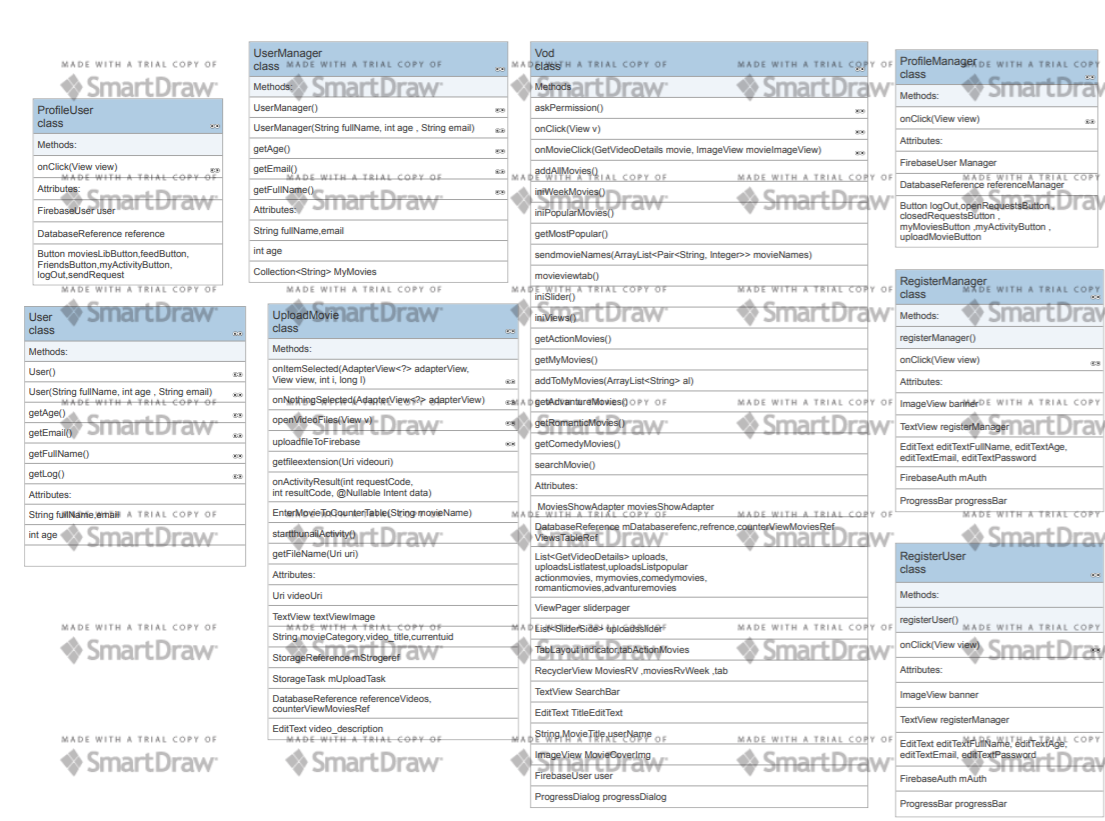 ProfileUser
class
Methods:
onClick(View view)
Attributes:
FirebaseUser user
DatabaseReference reference
Button moviesLibButton,feedButton,
FriendsButton,myActivityButton,
logOut,sendRequest
User
class
Methods:
User()
User(String fullName, int age , String email)
getAge()
getEmail()
getFullName()
getLog()
Attributes:
String fullName,email
int age
UserManager
class
Methods:
UserManager()
UserManager(String fullName, int age , String email)
getAge()
getEmail()
getFullName()
Attributes:
String fullName,email
int age
Collection<String> MyMovies
UploadMovie
class
Methods:
onItemSelected(AdapterView<?> adapterView,
View view, int i, long l)
onNothingSelected(AdapterView<?> adapterView)
openVideoFiles(View v)
uploadfileToFirebase
getfileextension(Uri videouri)
onActivityResult(int requestCode,
int resultCode, @Nullable Intent data)
EnterMovieToCounterTable(String movieName)
startthunailActivity()
getFileName(Uri uri)
Attributes:
Uri videoUri
TextView textViewImage
String movieCategory,video_title,currentuid
StorageReference mStrogeref
StorageTask mUploadTask
DatabaseReference referenceVideos,
counterViewMoviesRef
EditText video_description
Vod
class
Methods
askPermission()
onClick(View v)
onMovieClick(GetVideoDetails movie, ImageView movieImageView)
addAllMovies()
iniWeekMovies()
iniPopularMovies()
getMostPopular()
sendmovieNames(ArrayList<Pair<String, Integer>> movieNames)
movieviewtab()
iniSlider()
iniViews()
getActionMovies()
getMyMovies()
addToMyMovies(ArrayList<String> al)
getAdvantureMovies()
getRomanticMovies()
getComedyMovies()
searchMovie()
Attributes:
MoviesShowAdapter moviesShowAdapter
DatabaseReference mDatabaserefenc,refrence,counterViewMoviesRef
ViewsTableRef
List<GetVideoDetails> uploads,
uploadsListlatest,uploadsListpopular
actionmovies, mymovies,comedymovies,
romanticmovies,advanturemovies
ViewPager sliderpager
List<SliderSide> uploadsslider
TabLayout indicator,tabActionMovies
RecyclerView MoviesRV ,moviesRvWeek ,tab
TextView SearchBar
EditText TitleEditText
String MovieTitle,userName
ImageView MovieCoverImg
FirebaseUser user
ProgressDialog progressDialog
ProfileManager
class
Methods:
onClick(View view)
Attributes:
FirebaseUser Manager
DatabaseReference referenceManager
Button logOut,openRequestsButton ,
closedRequestsButton ,
myMoviesButton ,myActivityButton ,
uploadMovieButton
RegisterManager
class
Methods:
registerManager()
onClick(View view)
Attributes:
ImageView banner
TextView registerManager
EditText editTextFullName, editTextAge,
editTextEmail, editTextPassword
FirebaseAuth mAuth
ProgressBar progressBar
RegisterUser
class
Methods:
registerUser()
onClick(View view)
Attributes:
ImageView banner
TextView registerManager
EditText editTextFullName, editTextAge,
editTextEmail, editTextPassword
FirebaseAuth mAuth
ProgressBar progressBar
MADE WITH A TRIAL COPY OF
SmartDraw